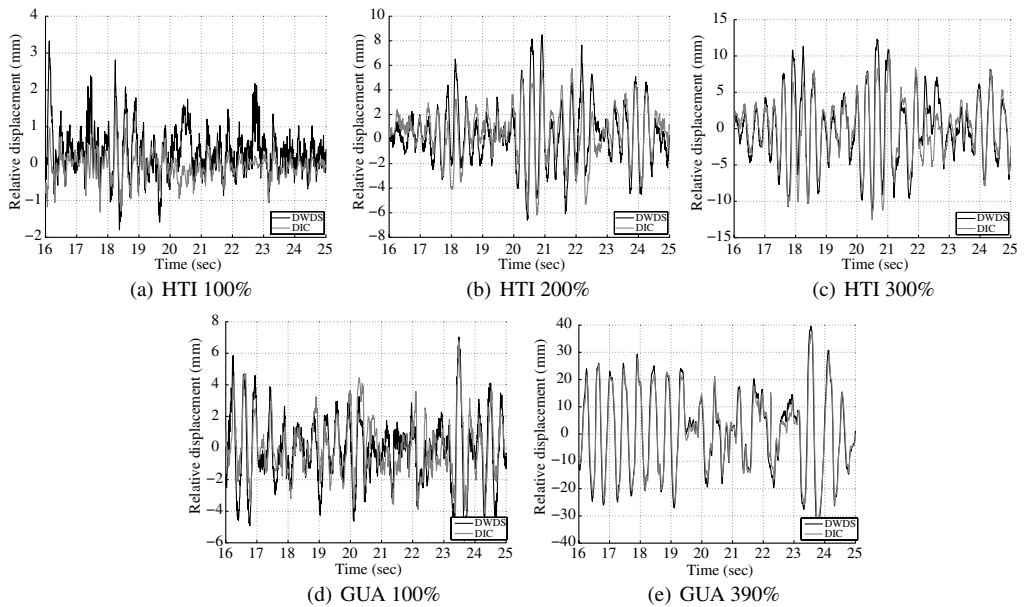 4
3
2
1
0
−1
−2
Relative displacement (mm)
16 17 18 19 20 21 22 23 24 25
Time (sec)
DWDS
DIC
(a) HTI 100%
10
8
6
4
2
0
−2
−4
−6
−8
Relative displacement (mm)
16 17 18 19 20 21 22 23 24 25
Time (sec)
DWDS
DIC
(b) HTI 200%
15
10
5
0
−5
−10
−15
Relative displacement (mm)
16 17 18 19 20 21 22 23 24 25
Time (sec)
DWDS
DIC
(c) HTI 300%
8
6
4
2
0
−2
−4
−6
Relative displacement (mm)
16 17 18 19 20 21 22 23 24 25
Time (sec)
DWDS
DIC
(d) GUA 100%
40
30
20
10
0
−10
−20
−30
−40
Relative displacement (mm)
16 17 18 19 20 21 22 23 24 25
Time (sec)
DWDS
DIC
(e) GUA 390%